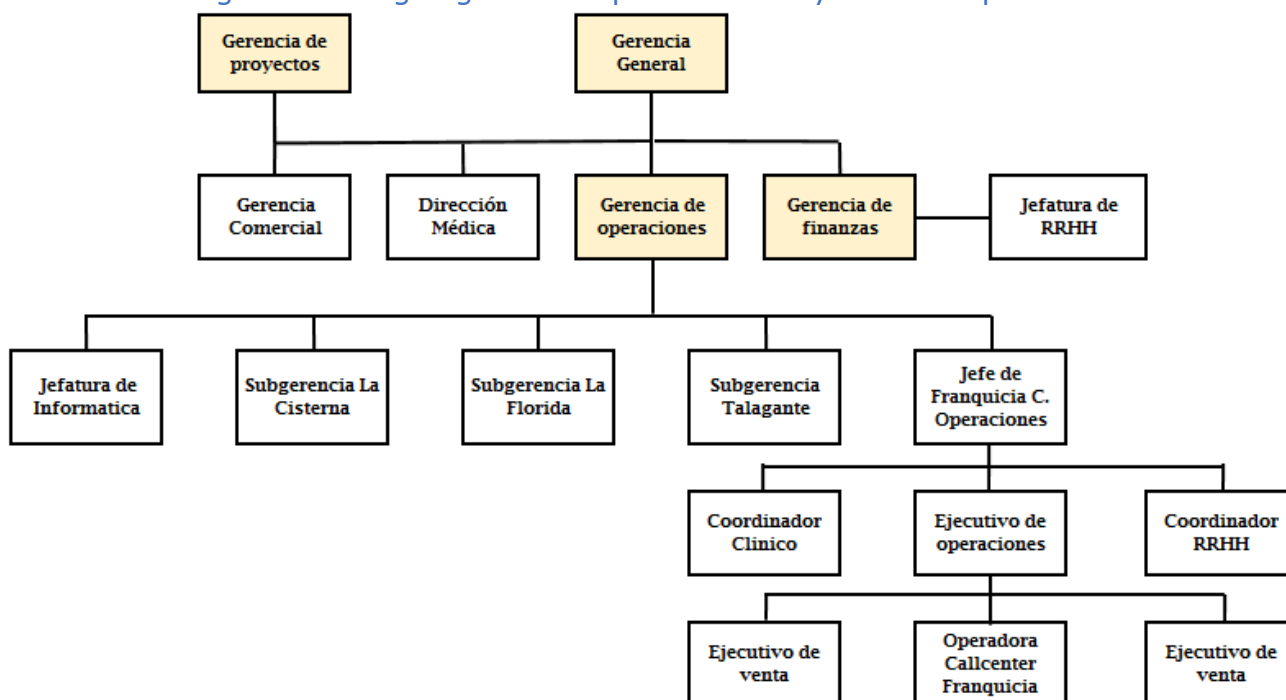 Gerencia de
proyectos
Gerencia
General
Gerencia
Comercial
Dirección
Médica
Gerencia de
operaciones
Gerencia de
finanzas
Jefatura de
RRHH
Jefatura de
Informatica
Subgerencia La
Cisterna
Subgerencia La
Florida
Subgerencia
Talagante
Jefe de
Franquicia C.
Operaciones
Coordinador
Clinico
Ejecutivo de
operaciones
Coordinador
RRHH
Ejecutivo de
venta
Operadora
Callcenter
Franquicia
Ejecutivo de
venta